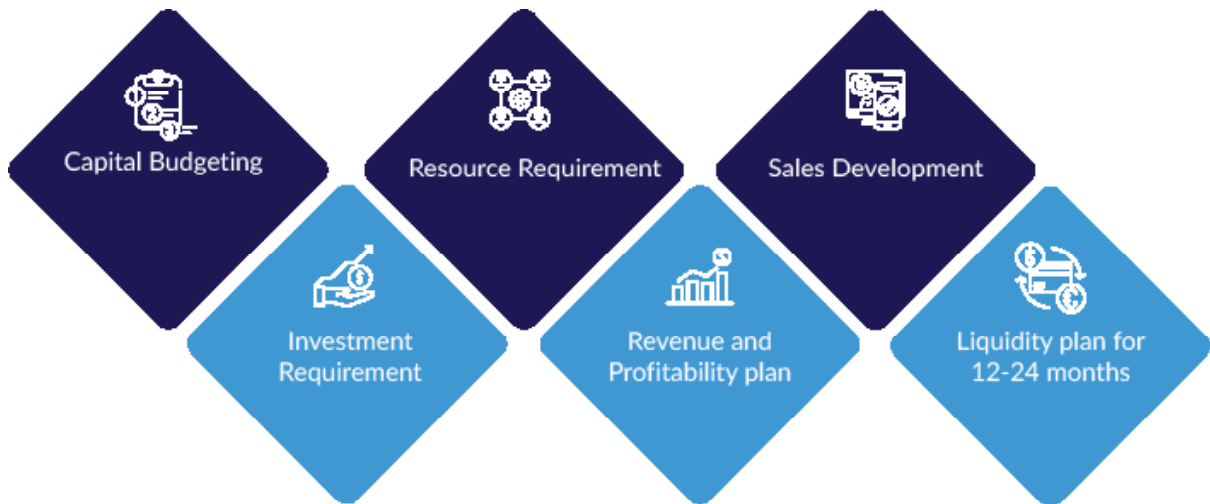 Capital Budgeting
Resource Requirement
Sales Development
Investment
Requirement
Revenue and
Profitability plan
Liquidity plan for
12-24 months